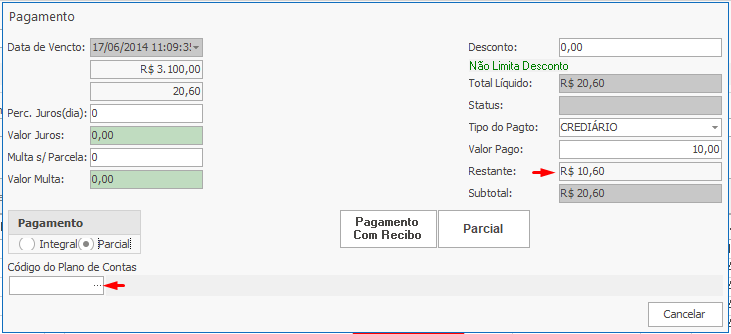 Pagamento
Data de Vencto: 17/06/2014 11:09:35
R$ 3.100,00
20,60
Perc. Juros(dia): 0
Valor Juros: 0,00
Multa s/ Parcela: 0
Valor Multa: 0,00
Desconto: 0,00
Não Limita Desconto
Total Líquido: R$ 20,60
Status:
Tipo do Pagto: CREDIÁRIO
Valor Pago: 10,00
Restante: R$ 10,60
Subtotal: R$ 20,60
Pagamento
Integral Parcial
Pagamento
Com Recibo
Parcial
Código do Plano de Contas
...
Cancelar